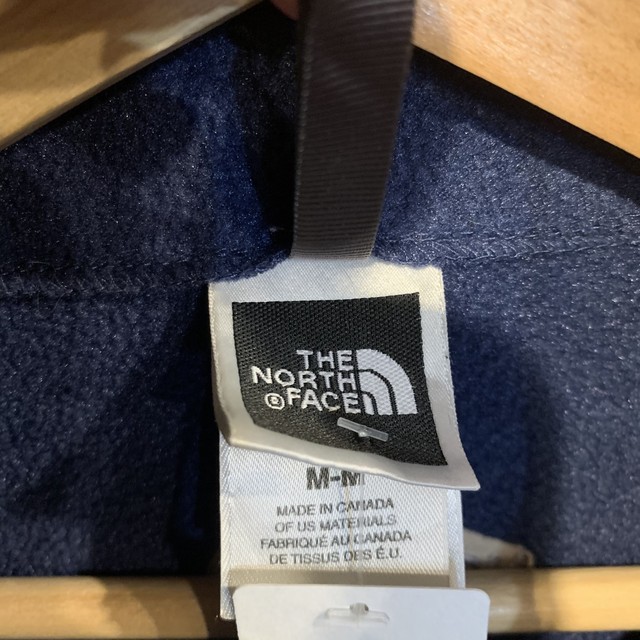 THE
NORTH
® FACE
M-M
MADE IN CANADA
OF US MATERIALS
FABRIQUÉ AU CANADA
DE TISSUS DES É.U.